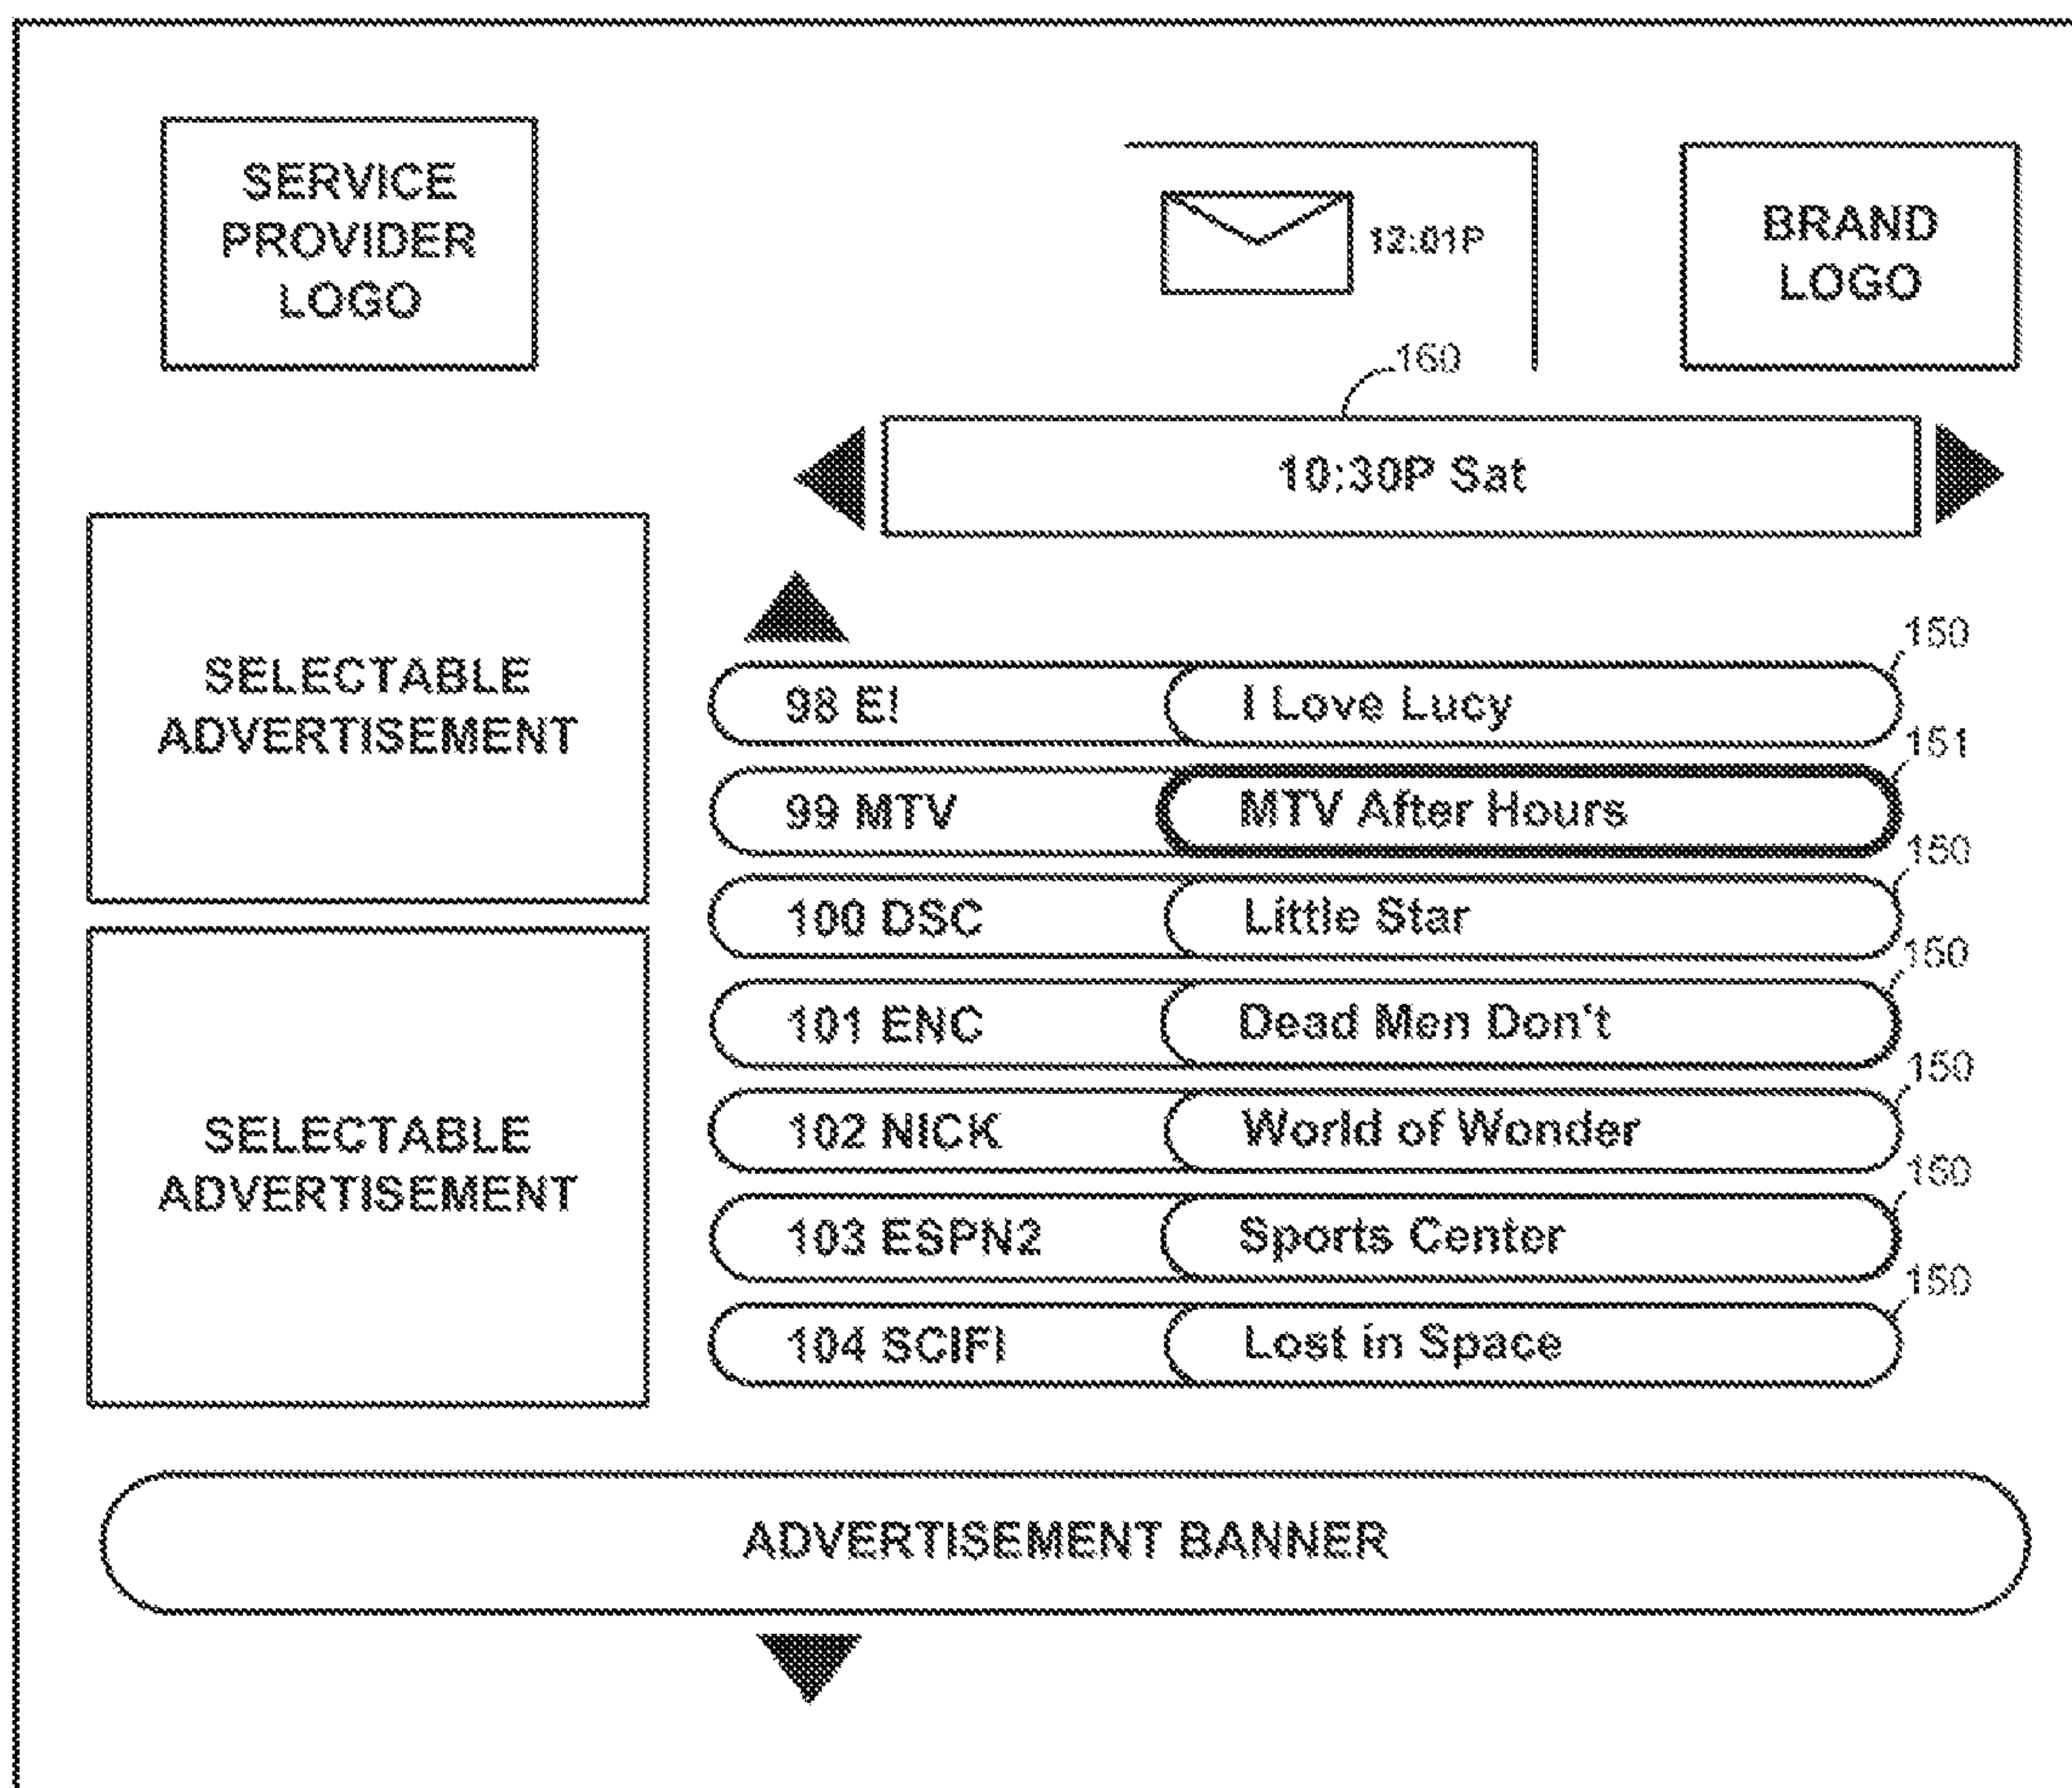 SERVICE
PROVIDER
LOGO
12:01P
BRAND
LOGO
160
10:30P Sat
SELECTABLE
ADVERTISEMENT
150
98 E! I Love Lucy
151
99 MTV MTV After Hours
150
100 DSC Little Star
150
101 ENC Dead Men Don't
150
102 NICK World of Wonder
150
103 ESPN2 Sports Center
150
104 SCIFI Lost in Space
SELECTABLE
ADVERTISEMENT
ADVERTISEMENT BANNER